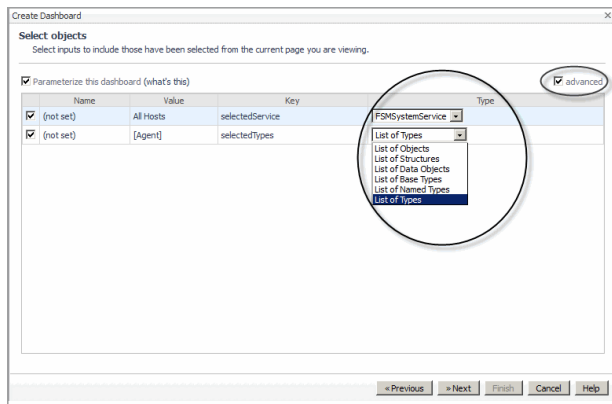 Create Dashboard ×
Select objects
Select inputs to include those have been selected from the current page you are viewing.
Parameterize this dashboard (what's this) advanced
Name Value Key Type
(not set) All Hosts selectedService FSMSystemService
(not set) [Agent] selectedTypes List of Types
List of Objects
List of Structures
List of Data Objects
List of Base Types
List of Named Types
List of Types
« Previous » Next Finish Cancel Help